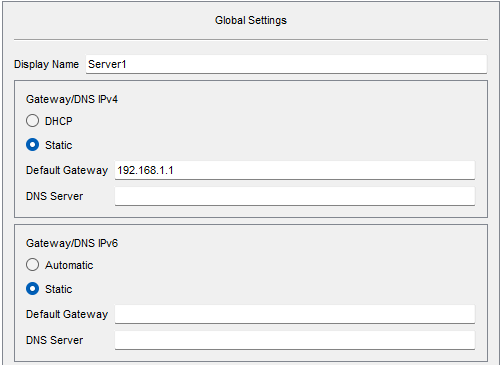 Global Settings
Display Name Server1
Gateway/DNS IPv4
DHCP
Static
Default Gateway 192.168.1.1
DNS Server
Gateway/DNS IPv6
Automatic
Static
Default Gateway
DNS Server